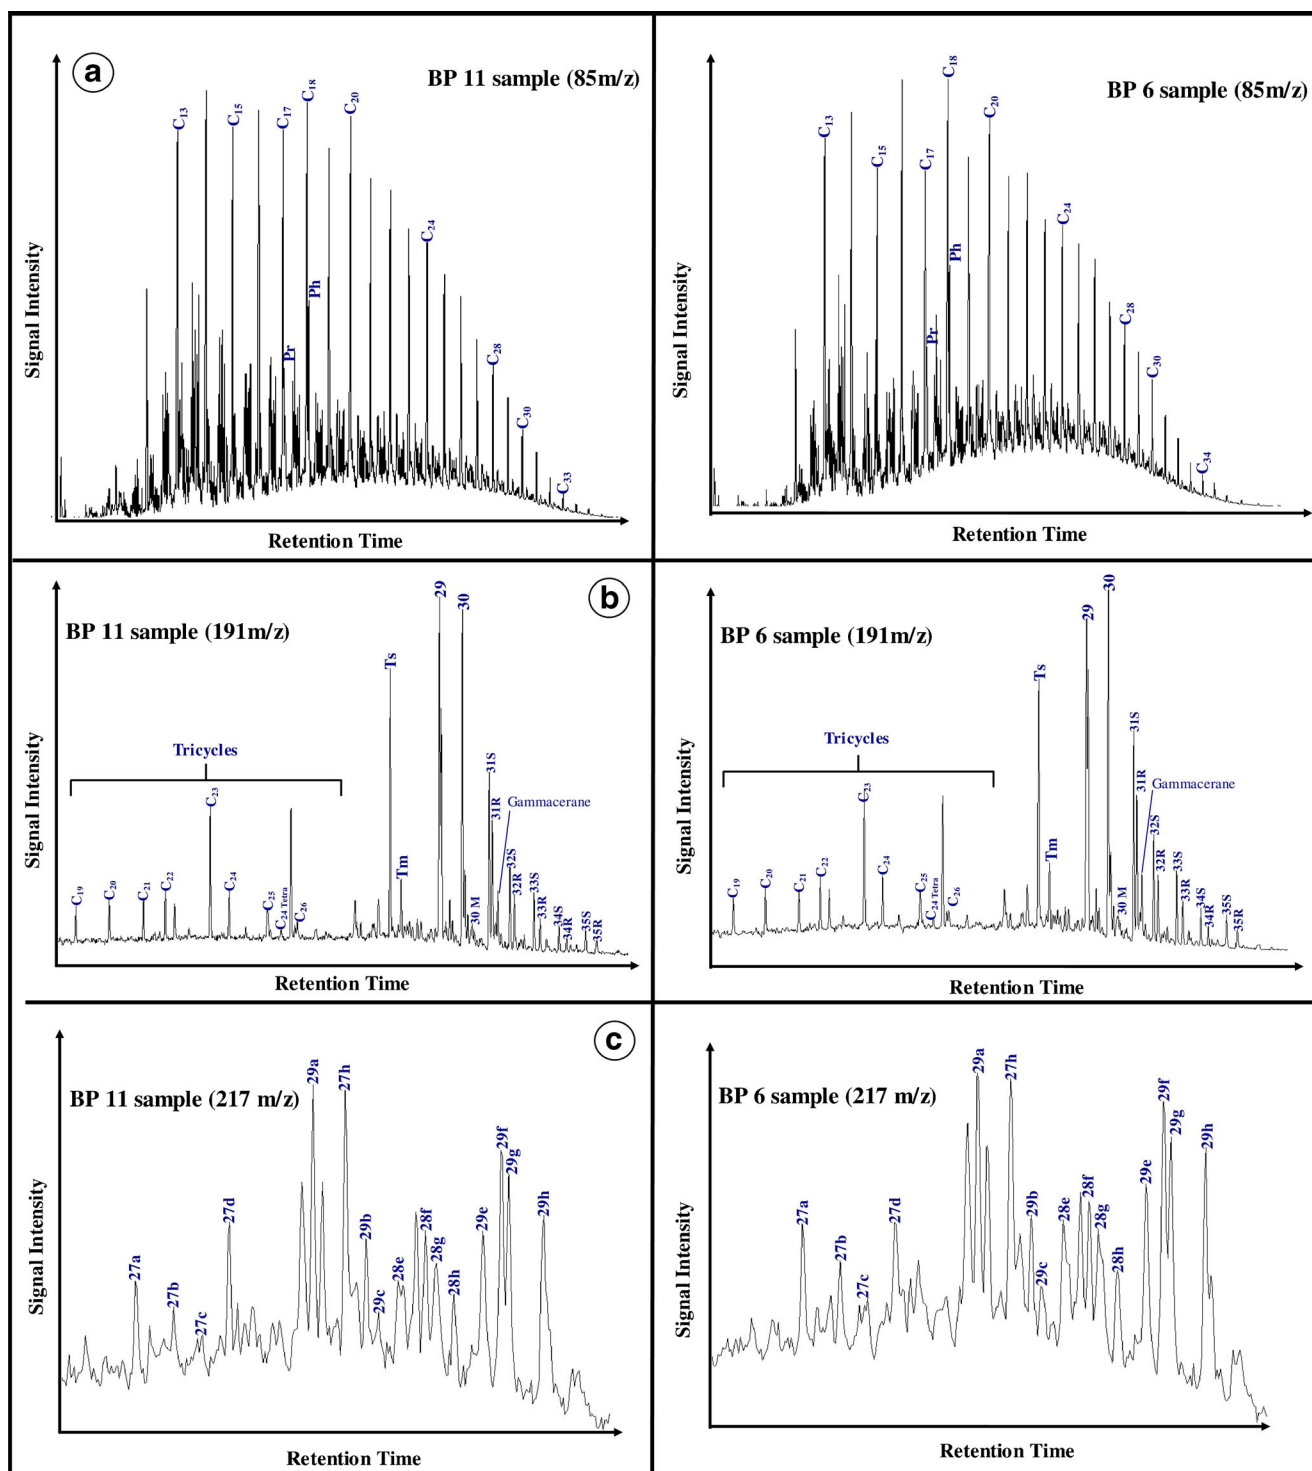 a
BP 11 sample (85m/z)
C13
C15
C17
C18
C20
Pr
Ph
C24
C28
C30
C33
Signal Intensity
Retention Time
BP 6 sample (85m/z)
C13
C15
C17
C18
C20
Pr
Ph
C24
C28
C30
C34
Signal Intensity
Retention Time
b
BP 11 sample (191m/z)
Tricycles
C19
C20
C21
C22
C23
C24
C25
C24 Tetra
C26
Ts
Tm
29
30
30 M
31S
31R
Gammacerane
32S
32R
33S
33R
34S
34R
35S
35R
Signal Intensity
Retention Time
BP 6 sample (191m/z)
Tricycles
C19
C20
C21
C22
C23
C24
C25
C24 Tetra
C26
Ts
Tm
29
30
30 M
31S
31R
Gammacerane
32S
32R
33S
33R
34S
34R
35S
35R
Signal Intensity
Retention Time
c
BP 11 sample (217 m/z)
27a
27b
27c
27d
29a
27h
29b
29c
28e
28f
28g
28h
29e
29f
29g
29h
Signal Intensity
Retention Time
BP 6 sample (217 m/z)
27a
27b
27c
27d
29a
27h
29b
29c
28e
28f
28g
28h
29e
29f
29g
29h
Signal Intensity
Retention Time